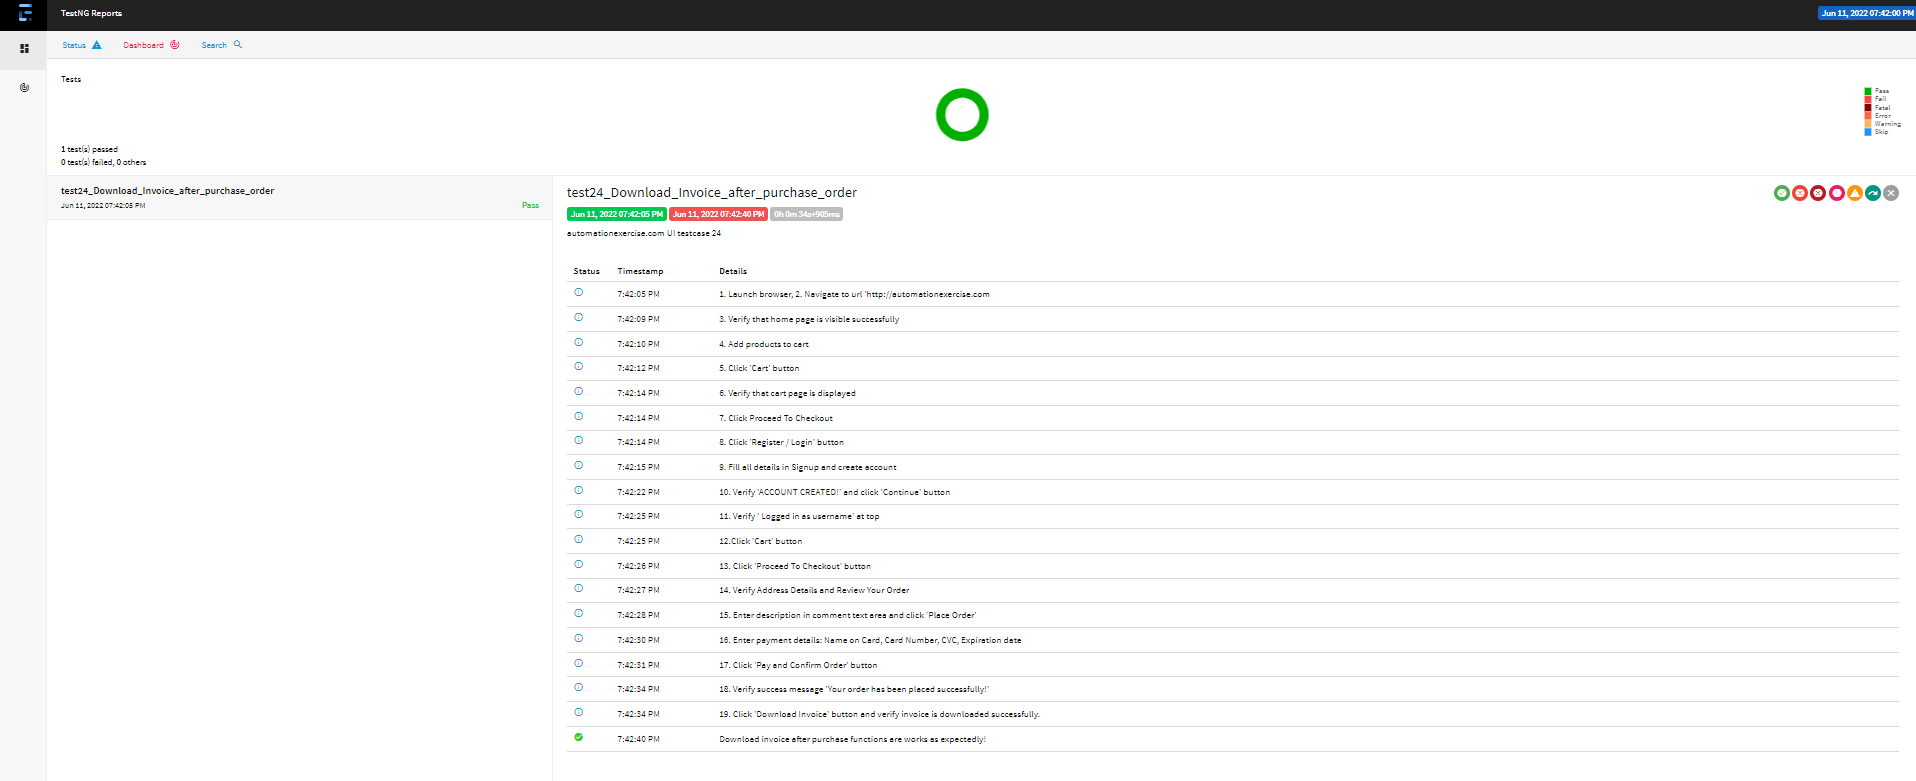 TestNG Reports
Jun 11, 2022 07:42:00 PM
Status Dashboard Search
Tests
Pass
Fail
Fatal
Error
Warning
Skip
1 test(s) passed
0 test(s) failed, 0 others
test24_Download_Invoice_after_purchase_order
Jun 11, 2022 07:42:05 PM Pass
test24_Download_Invoice_after_purchase_order
Jun 11, 2022 07:42:05 PM Jun 11, 2022 07:42:40 PM 0h 0m 34s+905ms
automationexercise.com UI testcase 24
Status Timestamp Details
7:42:05 PM 1. Launch browser, 2. Navigate to url 'http://automationexercise.com
7:42:09 PM 3. Verify that home page is visible successfully
7:42:10 PM 4. Add products to cart
7:42:12 PM 5. Click 'Cart' button
7:42:14 PM 6. Verify that cart page is displayed
7:42:14 PM 7. Click Proceed To Checkout
7:42:14 PM 8. Click 'Register / Login' button
7:42:15 PM 9. Fill all details in Signup and create account
7:42:22 PM 10. Verify 'ACCOUNT CREATED!' and click 'Continue' button
7:42:25 PM 11. Verify ' Logged in as username' at top
7:42:25 PM 12.Click 'Cart' button
7:42:26 PM 13. Click 'Proceed To Checkout' button
7:42:27 PM 14. Verify Address Details and Review Your Order
7:42:28 PM 15. Enter description in comment text area and click 'Place Order'
7:42:30 PM 16. Enter payment details: Name on Card, Card Number, CVC, Expiration date
7:42:31 PM 17. Click 'Pay and Confirm Order' button
7:42:34 PM 18. Verify success message 'Your order has been placed successfully!'
7:42:34 PM 19. Click 'Download Invoice' button and verify invoice is downloaded successfully.
7:42:40 PM Download invoice after purchase functions are works as expectedly!